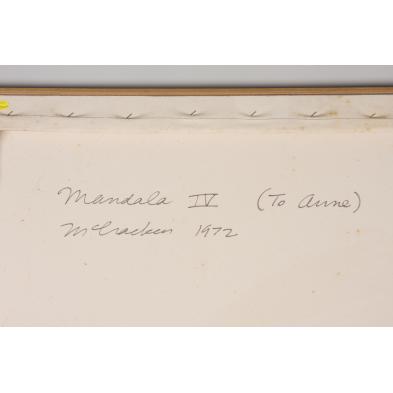 Mandala IV (To Anne)
McCracken 1972